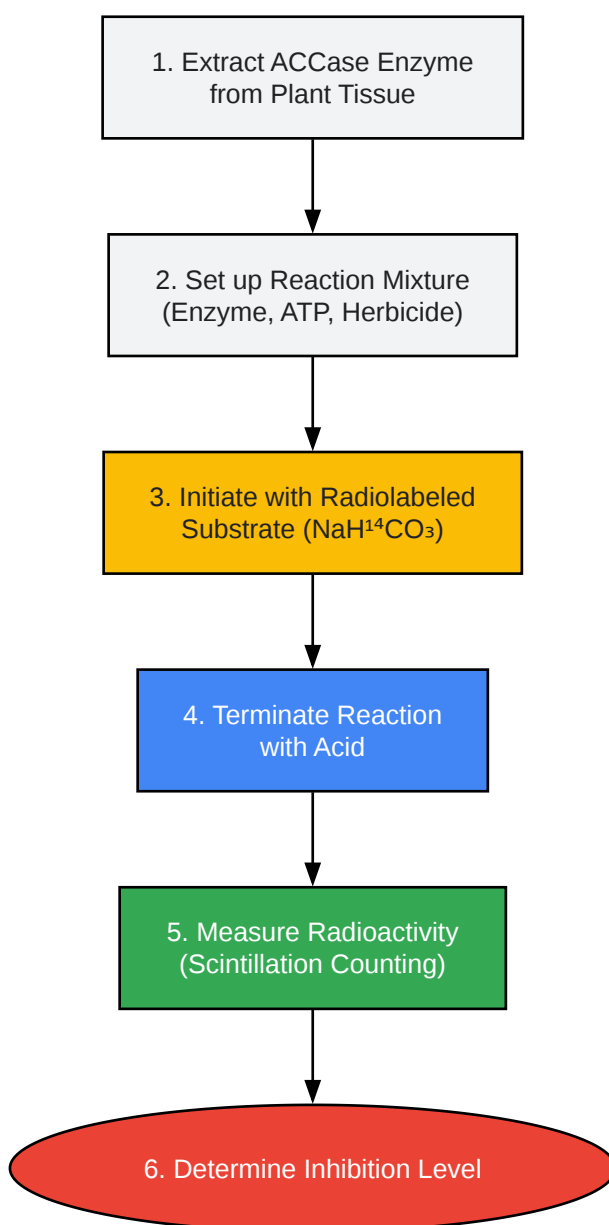 1. Extract ACCase Enzyme
from Plant Tissue
2. Set up Reaction Mixture
(Enzyme, ATP, Herbicide)
3. Initiate with Radiolabeled
Substrate (NaH¹⁴CO₃)
4. Terminate Reaction
with Acid
5. Measure Radioactivity
(Scintillation Counting)
6. Determine Inhibition Level